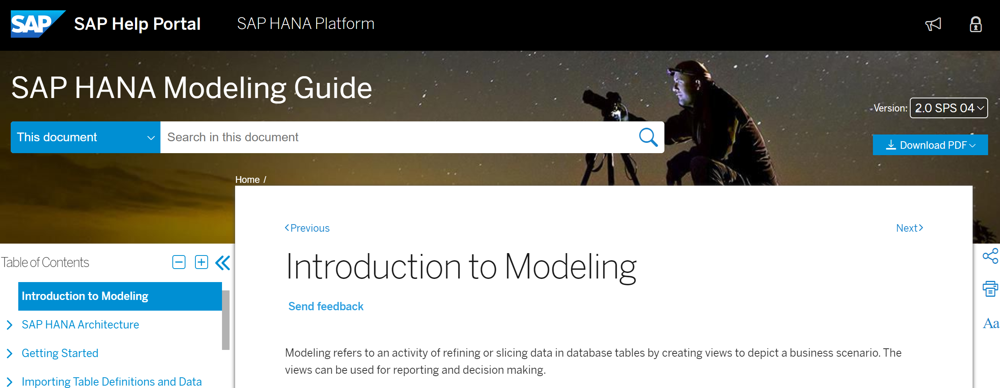 SAP
SAP Help Portal
SAP HANA Platform
SAP HANA Modeling Guide
Version: 2.0 SPS 04
This document
Search in this document
Download PDF
Home /
Previous
Next
Table of Contents
Introduction to Modeling
SAP HANA Architecture
Getting Started
Importing Table Definitions and Data
Introduction to Modeling
Send feedback
Aa
Modeling refers to an activity of refining or slicing data in database tables by creating views to depict a business scenario. The
views can be used for reporting and decision making.